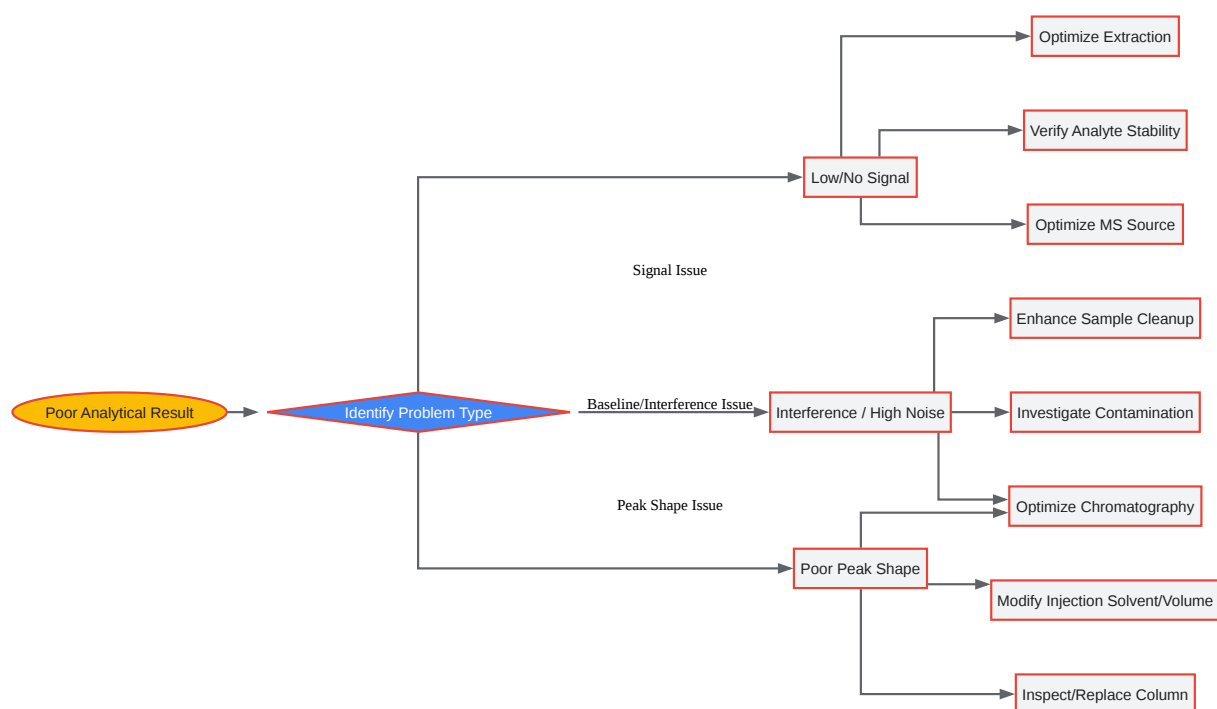 Optimize Extraction
Verify Analyte Stability
Low/No Signal
Optimize MS Source
Signal Issue
Enhance Sample Cleanup
Poor Analytical Result
Identify Problem Type
Baseline/Interference Issue
Interference / High Noise
Investigate Contamination
Peak Shape Issue
Optimize Chromatography
Poor Peak Shape
Modify Injection Solvent/Volume
Inspect/Replace Column